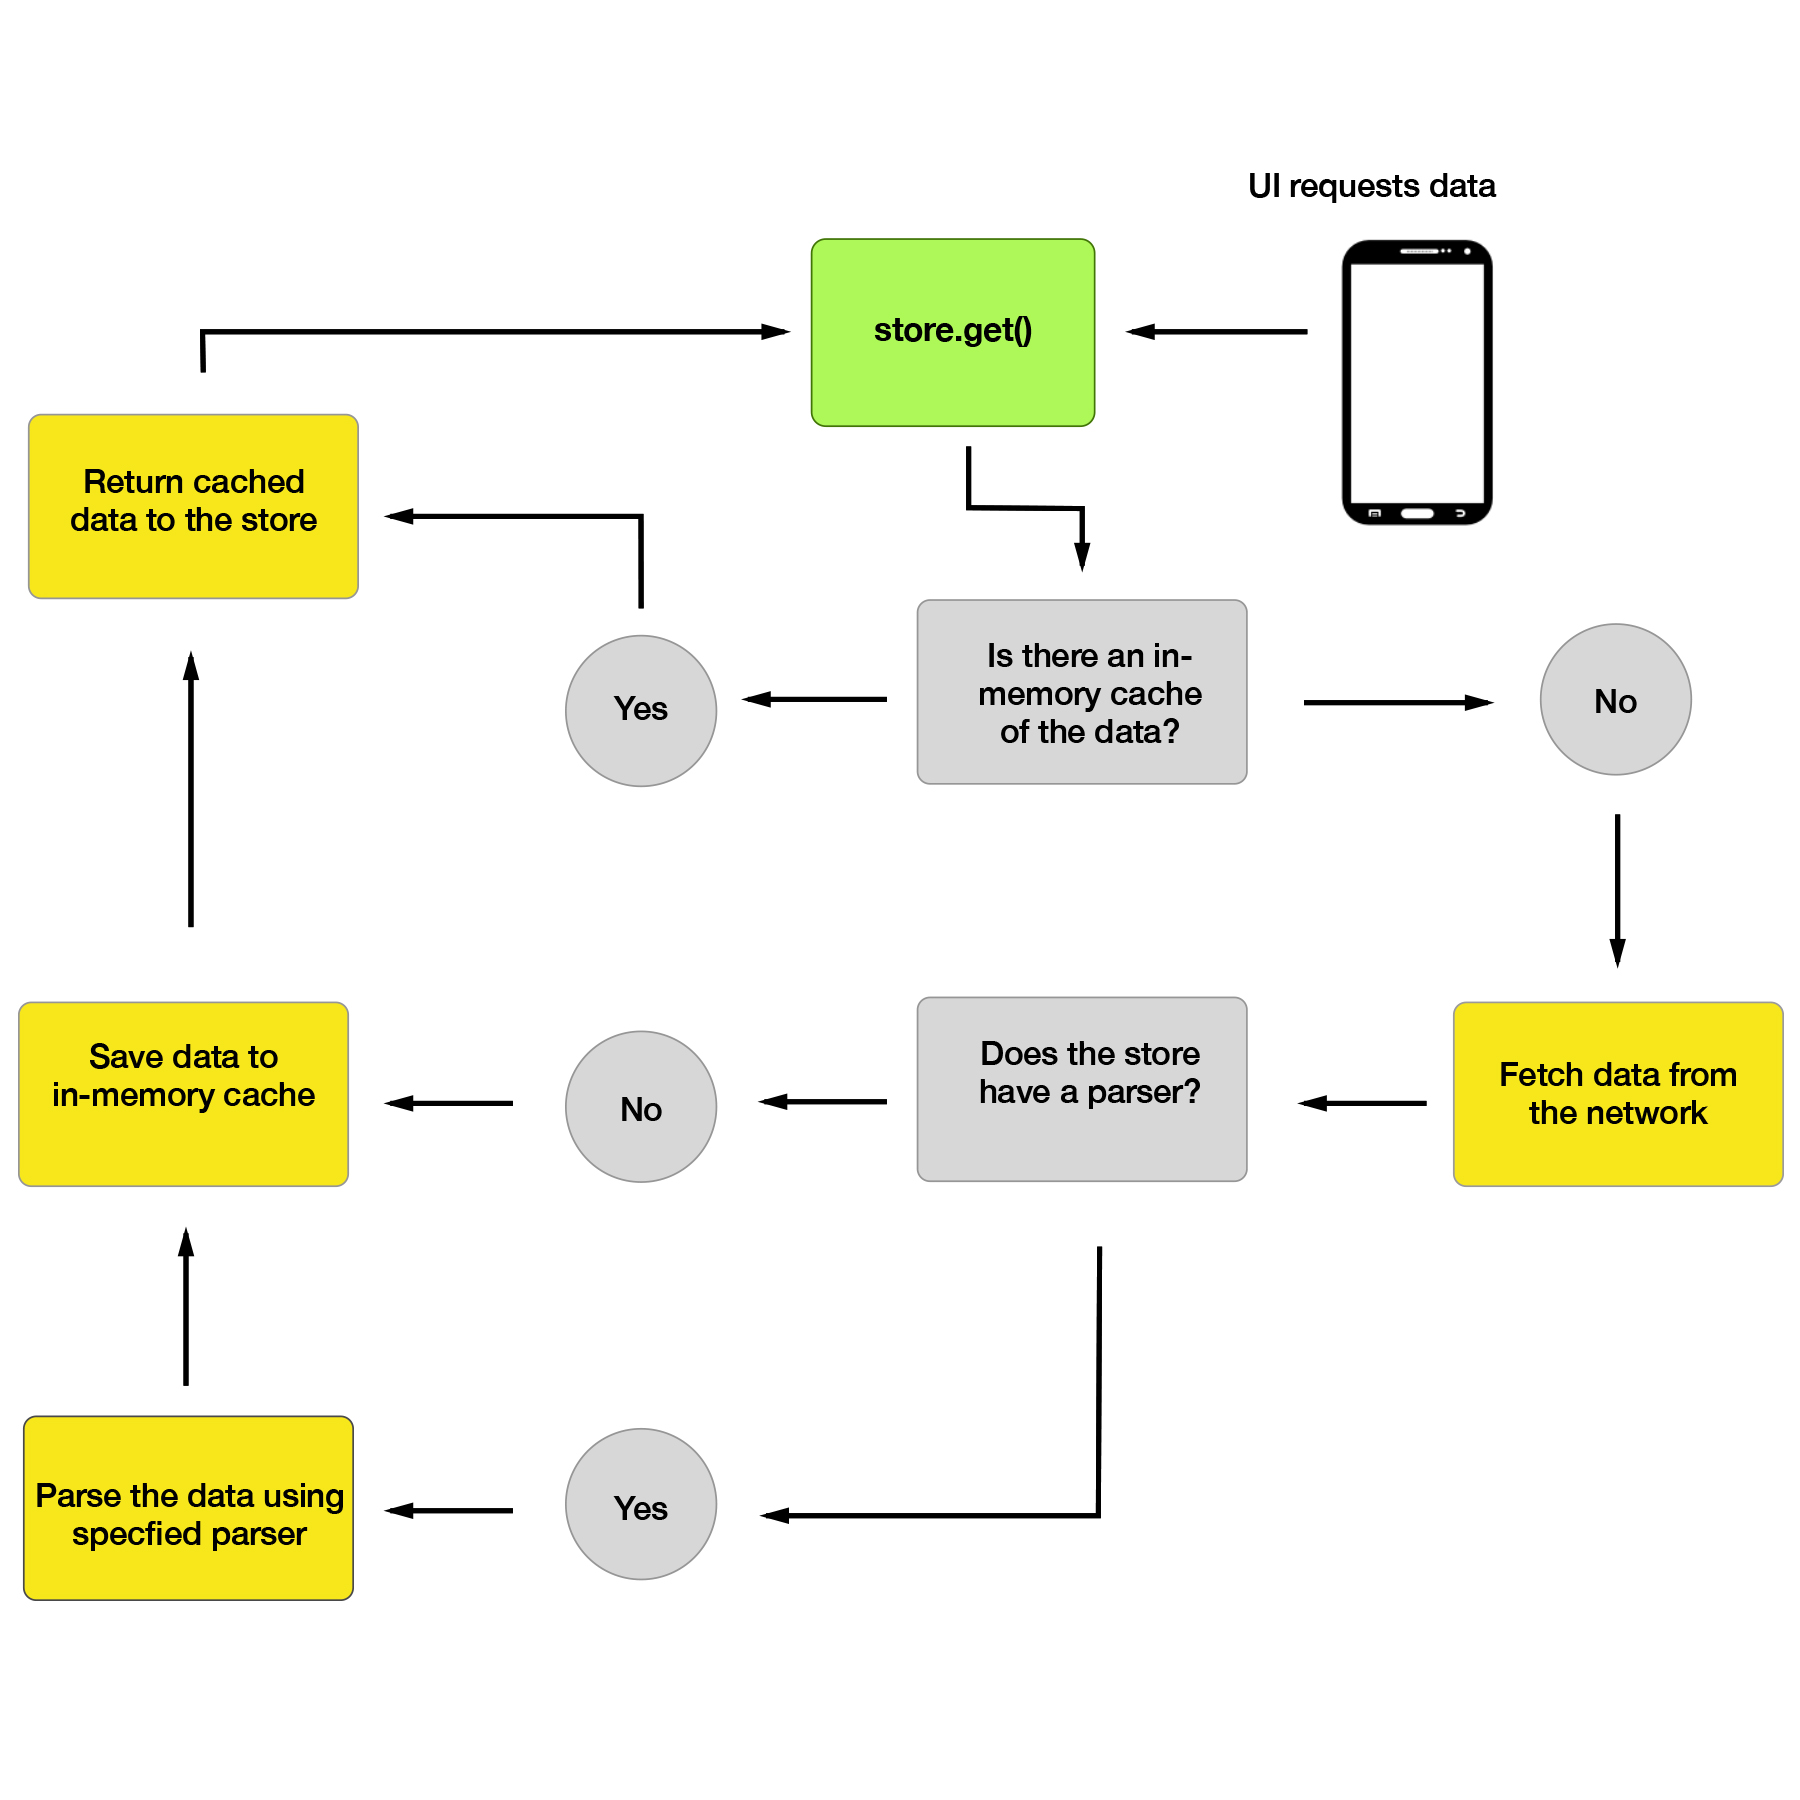 UI requests data
store.get()
Return cached
data to the store
Is there an in-
memory cache
of the data?
Yes
No
Save data to
in-memory cache
No
Does the store
have a parser?
Fetch data from
the network
Parse the data using
specfied parser
Yes